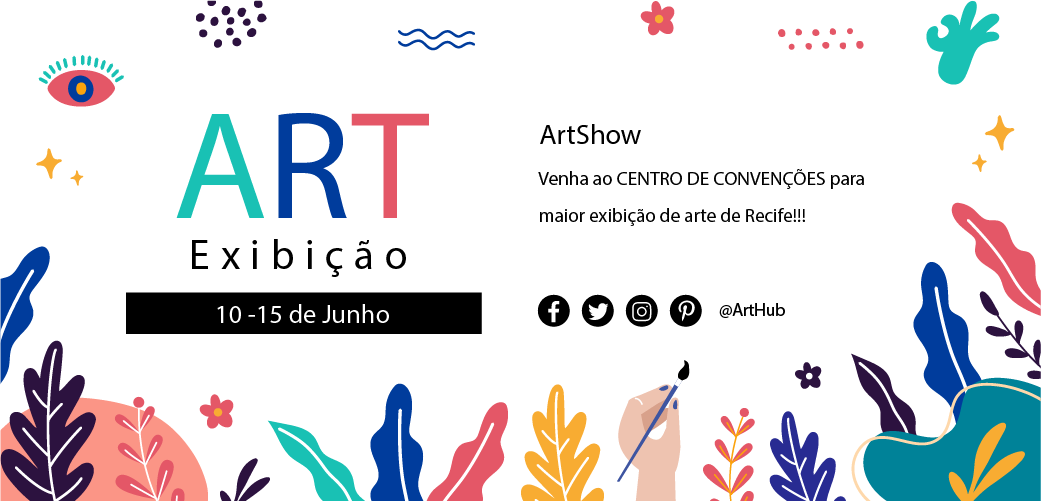 ART
Exibição
10 -15 de Junho
ArtShow
Venha ao CENTRO DE CONVENÇÕES para
maior exibição de arte de Recife!!!
@ArtHub